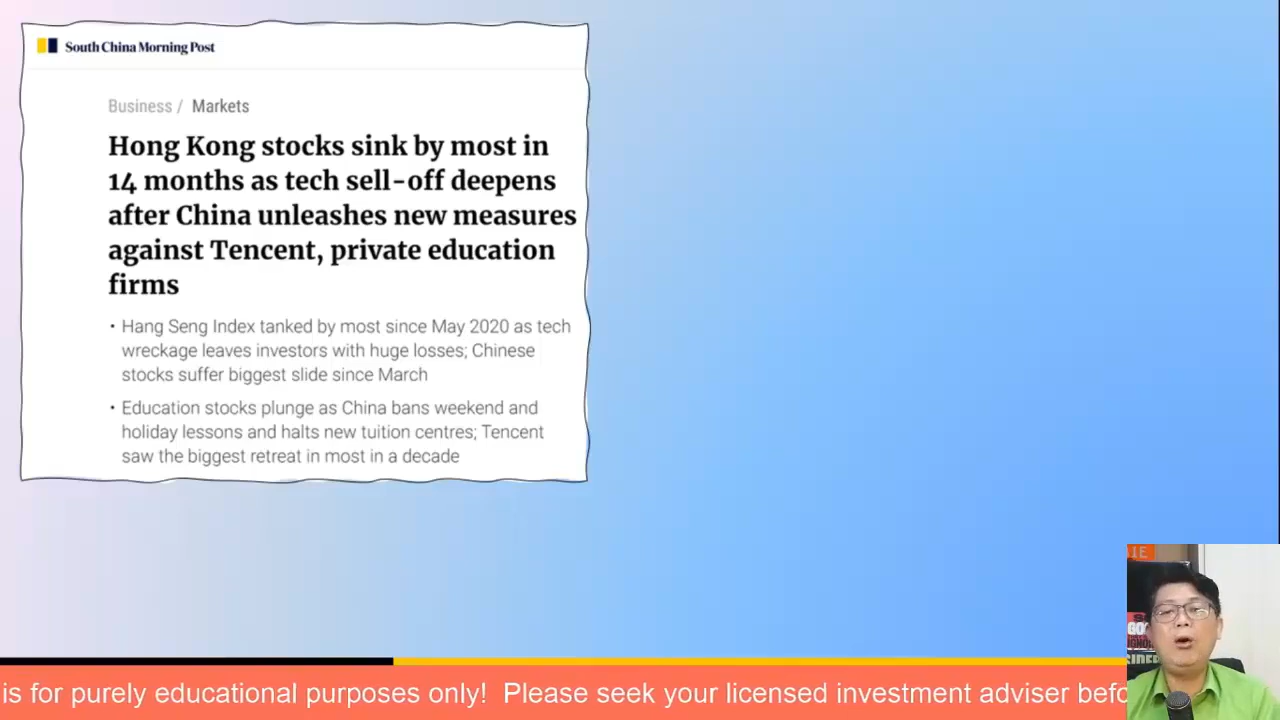 South China Morning Post
Business / Markets
Hong Kong stocks sink by most in
14 months as tech sell-off deepens
after China unleashes new measures
against Tencent, private education
firms
• Hang Seng Index tanked by most since May 2020 as tech
wreckage leaves investors with huge losses; Chinese
stocks suffer biggest slide since March
• Education stocks plunge as China bans weekend and
holiday lessons and halts new tuition centres; Tencent
saw the biggest retreat in most in a decade
is for purely educational purposes only! Please seek your licensed investment adviser befo